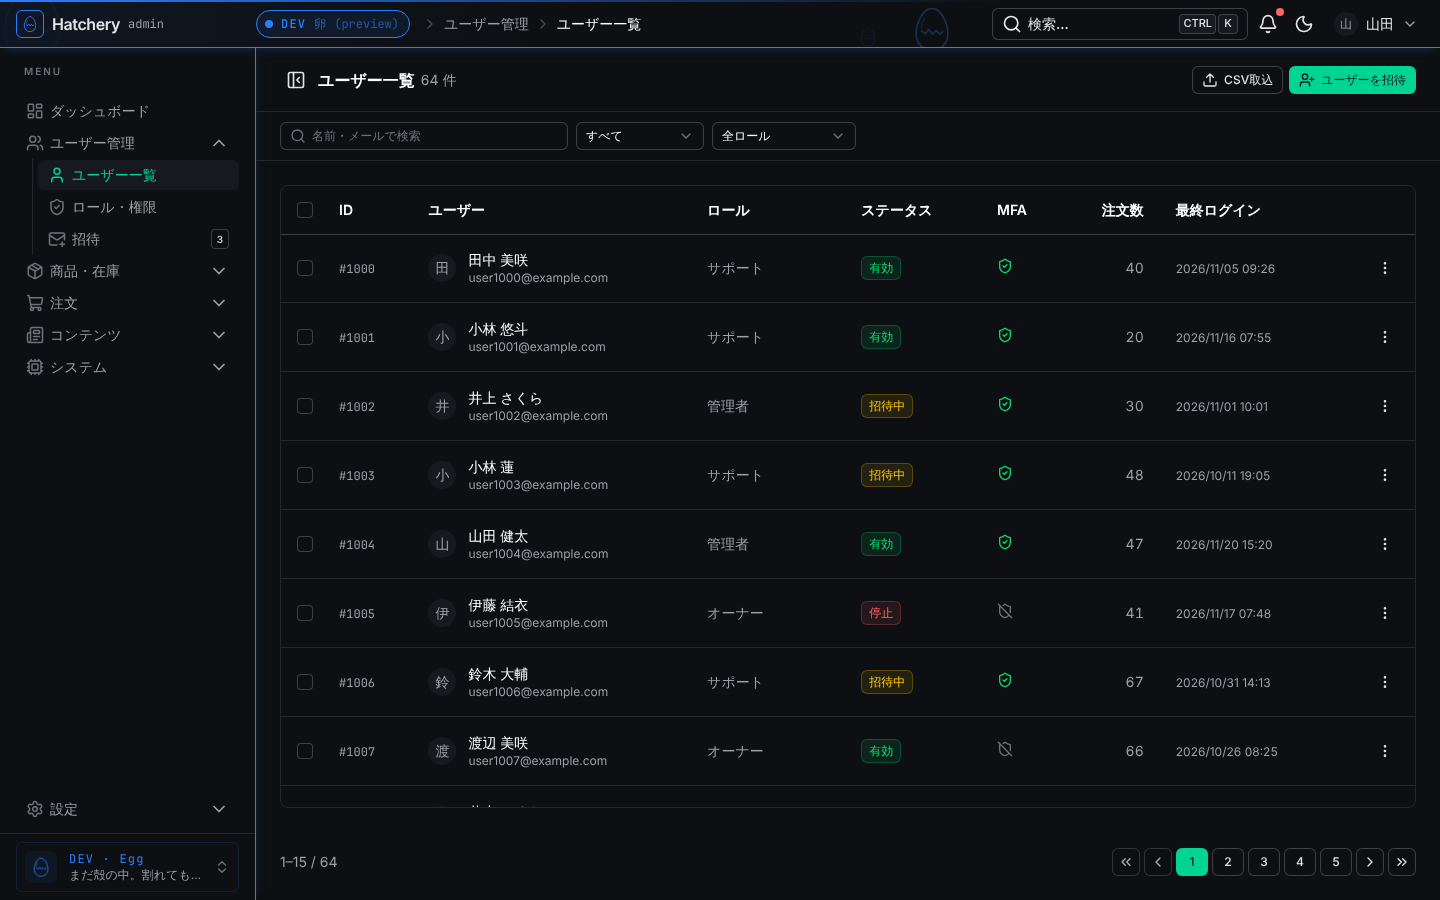 Hatchery admin
DEV 卵 (preview)
ユーザー管理
ユーザー一覧
検索...
CTRL K
山 山田
MENU
ダッシュボード
ユーザー管理
ユーザー一覧
ロール・権限
招待 3
商品・在庫
注文
コンテンツ
システム
設定
DEV · Egg
まだ殻の中。割れても...
ユーザー一覧 64 件
CSV取込
ユーザーを招待
名前・メールで検索
すべて
全ロール
ID ユーザー ロール ステータス MFA 注文数 最終ログイン
#1000 田 田中 美咲 サポート 有効 40 2026/11/05 09:26
user1000@example.com
#1001 小 小林 悠斗 サポート 有効 20 2026/11/16 07:55
user1001@example.com
#1002 井 井上 さくら 管理者 招待中 30 2026/11/01 10:01
user1002@example.com
#1003 小 小林 蓮 サポート 招待中 48 2026/10/11 19:05
user1003@example.com
#1004 山 山田 健太 管理者 有効 47 2026/11/20 15:20
user1004@example.com
#1005 伊 伊藤 結衣 オーナー 停止 41 2026/11/17 07:48
user1005@example.com
#1006 鈴 鈴木 大輔 サポート 招待中 67 2026/10/31 14:13
user1006@example.com
#1007 渡 渡辺 美咲 オーナー 有効 66 2026/10/26 08:25
user1007@example.com
1–15 / 64
1 2 3 4 5